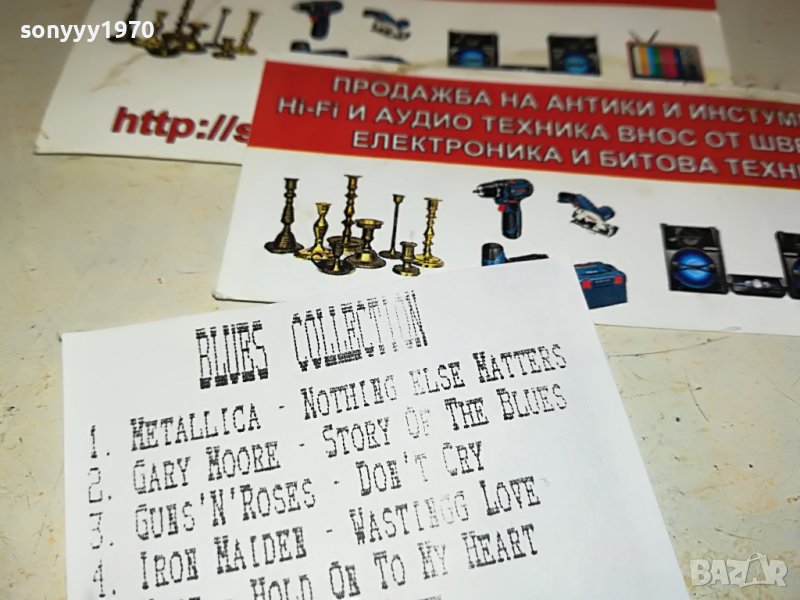 sonyyy1970
http://s
ПРОДАЖБА НА АНТИКИ И ИНСТУМ
Hi-Fi И АУДИО ТЕХНИКА ВНОС ОТ ШВЕ
ЕЛЕКТРОНИКА И БИТОВА ТЕХН
BLUES COLLECTION
1. METALLICA - NOTHING ELSE MATTERS
2. GARY MOORE - STORY OF THE BLUES
3. GUNS'N'ROSES - DON'T CRY
4. IRON MAIDEN - WASTINGG LOVE
- HOLD ON TO MY HEART
BAZAR